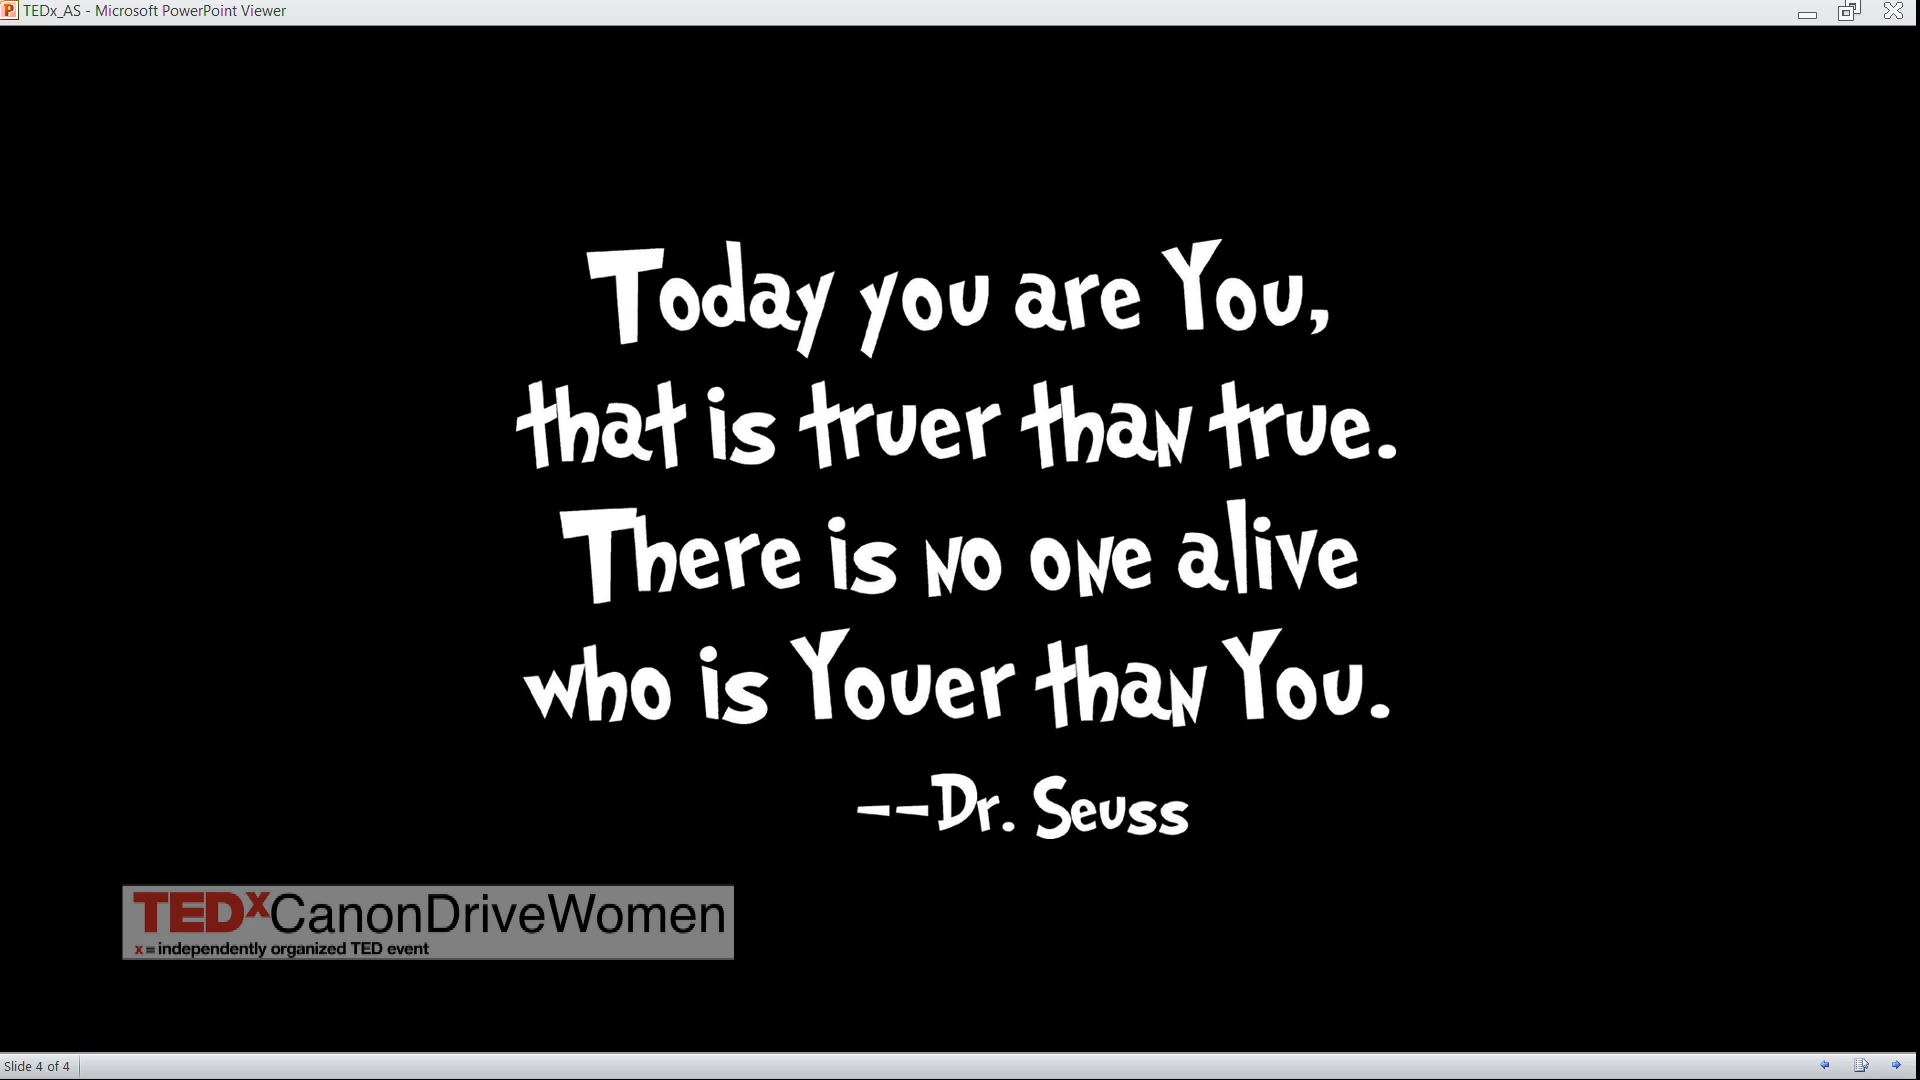 TEDx_AS - Microsoft PowerPoint Viewer
Today you are You,
that is truer than true.
There is no one alive
who is Youer than You.
--Dr. Seuss
TEDxCanonDriveWomen
x = independently organized TED event
Slide 4 of 4